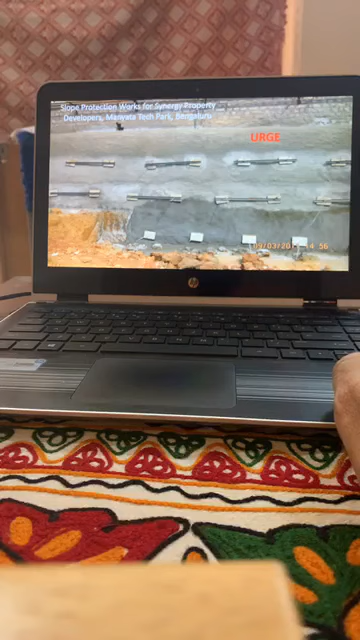 Slope Protection Works for Synergy Property
Developers, Manyata Tech Park, Bengaluru
URGE
hp